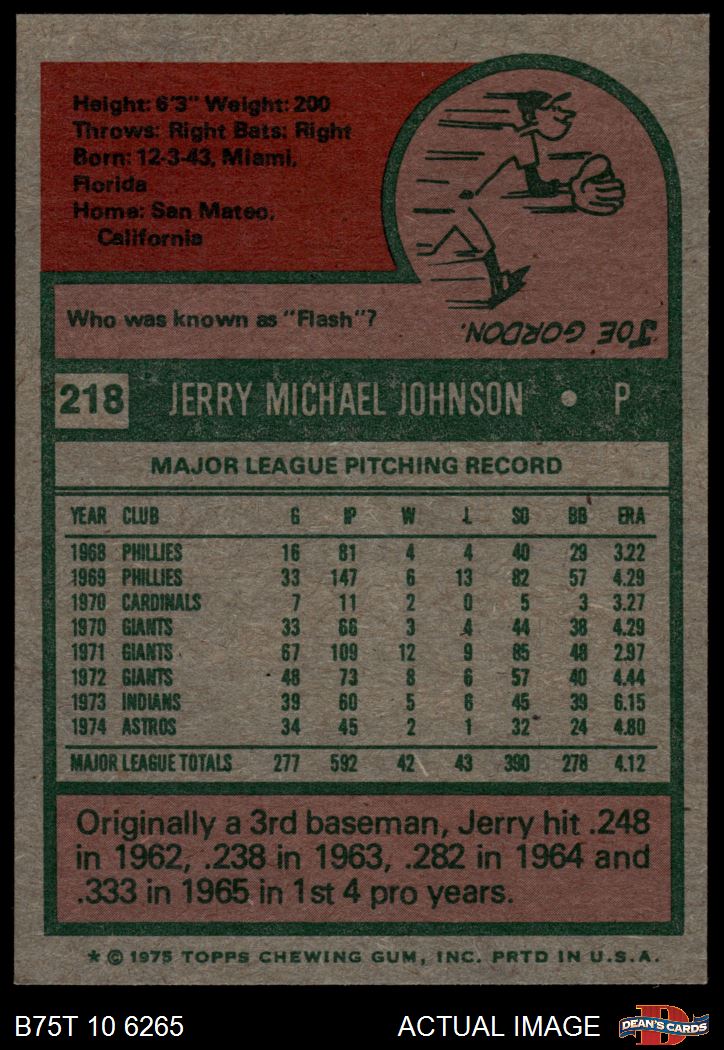 Height: 6'3" Weight: 200
Throws: Right Bats: Right
Born: 12-3-43, Miami,
Florida
Home: San Mateo,
California
Who was known as "Flash"?
JOE GORDON.
218 JERRY MICHAEL JOHNSON • P
MAJOR LEAGUE PITCHING RECORD
YEAR CLUB G IP W L SO BB ERA
1968 PHILLIES 16 81 4 4 40 29 3.22
1969 PHILLIES 33 147 6 13 82 57 4.29
1970 CARDINALS 7 11 2 0 5 3 3.27
1970 GIANTS 33 66 3 4 44 38 4.29
1971 GIANTS 67 109 12 9 85 48 2.97
1972 GIANTS 48 73 8 6 57 40 4.44
1973 INDIANS 39 60 5 6 45 39 6.15
1974 ASTROS 34 45 2 1 32 24 4.80
MAJOR LEAGUE TOTALS 277 592 42 43 390 278 4.12
Originally a 3rd baseman, Jerry hit .248
in 1962, .238 in 1963, .282 in 1964 and
.333 in 1965 in 1st 4 pro years.
* © 1975 TOPPS CHEWING GUM, INC. PRTD IN U.S.A.
B75T 10 6265 ACTUAL IMAGE D DEAN'S CARDS